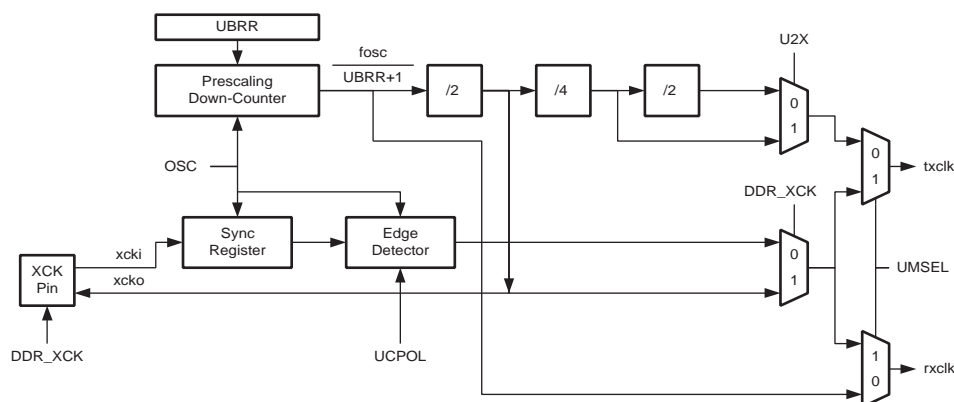 UBRR
fosc
UBRR+1
U2X
Prescaling
Down-Counter
/2
/4
/2
0
1
OSC
0
1
txclk
DDR_XCK
Sync
Register
Edge
Detector
0
1
UMSEL
xcki
XCK
Pin
xcko
DDR_XCK
UCPOL
1
0
rxclk